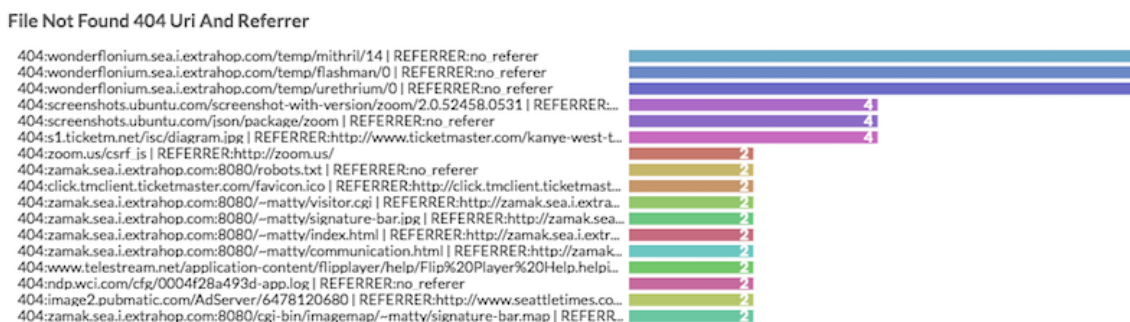 File Not Found 404 Uri And Referrer
404:wonderflonium.sea.i.extrahop.com/temp/mithril/14 | REFERRER:no_referer
404:wonderflonium.sea.i.extrahop.com/temp/flashman/0 | REFERRER:no_referer
404:wonderflonium.sea.i.extrahop.com/temp/urethrium/0 | REFERRER:no_referer
404:screenshots.ubuntu.com/screenshot-with-version/zoom/2.0.52458.0531 | REFERRER:... 4
404:screenshots.ubuntu.com/json/package/zoom | REFERRER:no_referer 4
404:s1.ticketm.net/isc/diagram.jpg | REFERRER:http://www.ticketmaster.com/kanye-west-t... 4
404:zoom.us/csrf_js | REFERRER:http://zoom.us/ 2
404:zamak.sea.i.extrahop.com:8080/robots.txt | REFERRER:no_referer 2
404:click.tmclient.ticketmaster.com/favicon.ico | REFERRER:http://click.tmclient.ticketmast... 2
404:zamak.sea.i.extrahop.com:8080/~matty/visitor.cgi | REFERRER:http://zamak.sea.i.extra... 2
404:zamak.sea.i.extrahop.com:8080/~matty/signature-bar.jpg | REFERRER:http://zamak.sea... 2
404:zamak.sea.i.extrahop.com:8080/~matty/index.html | REFERRER:http://zamak.sea.i.extr... 2
404:zamak.sea.i.extrahop.com:8080/~matty/communication.html | REFERRER:http://zamak... 2
404:www.telestream.net/application-content/flipplayer/help/Flip%20Player%20Help.helpi... 2
404:ndp.wci.com/cfg/0004f28a493d-app.log | REFERRER:no_referer 2
404:image2.pubmatic.com/AdServer/6478120680 | REFERRER:http://www.seattletimes.co... 2
404:zamak.sea.i.extrahop.com:8080/cgi-bin/imagemap/~matty/signature-bar.map | REFERR... 2